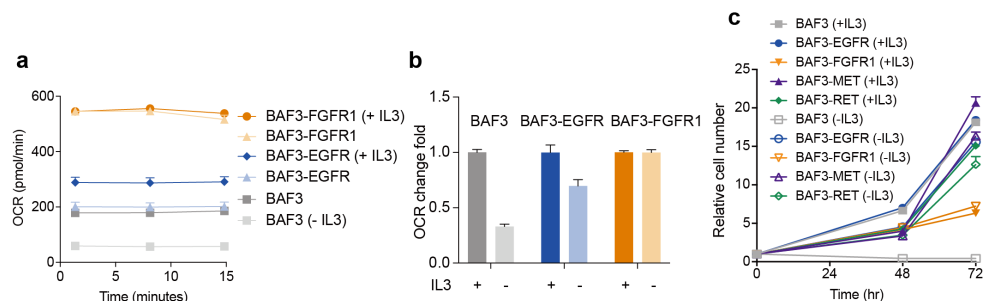 a
OCR (pmol/min)
600
400
200
0
0
5
10
15
Time (minutes)
BAF3-FGFR1 (+ IL3)
BAF3-FGFR1
BAF3-EGFR (+ IL3)
BAF3-EGFR
BAF3
BAF3 (- IL3)
b
OCR change fold
1.5
1.0
0.5
0.0
BAF3 BAF3-EGFR BAF3-FGFR1
IL3 + - + - + -
c
BAF3 (+IL3)
BAF3-EGFR (+IL3)
BAF3-FGFR1 (+IL3)
BAF3-MET (+IL3)
BAF3-RET (+IL3)
BAF3 (-IL3)
BAF3-EGFR (-IL3)
BAF3-FGFR1 (-IL3)
BAF3-MET (-IL3)
BAF3-RET (-IL3)
Relative cell number
25
20
15
10
5
0
0 24 48 72
Time (hr)